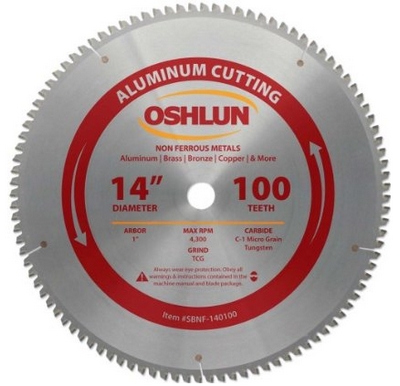 ALUMINUM CUTTING
OSHLUN
NON FERROUS METALS
Aluminum | Brass | Bronze | Copper | & More
14” 100
DIAMETER TEETH
ARBOR MAX RPM CARBIDE
1" 4,300 C-1 Micro Grain
GRIND Tungsten
TCG
Always wear eye protection. Obey all
warnings & instructions contained in the
machine manual and blade package.
Item #SBNF-140100